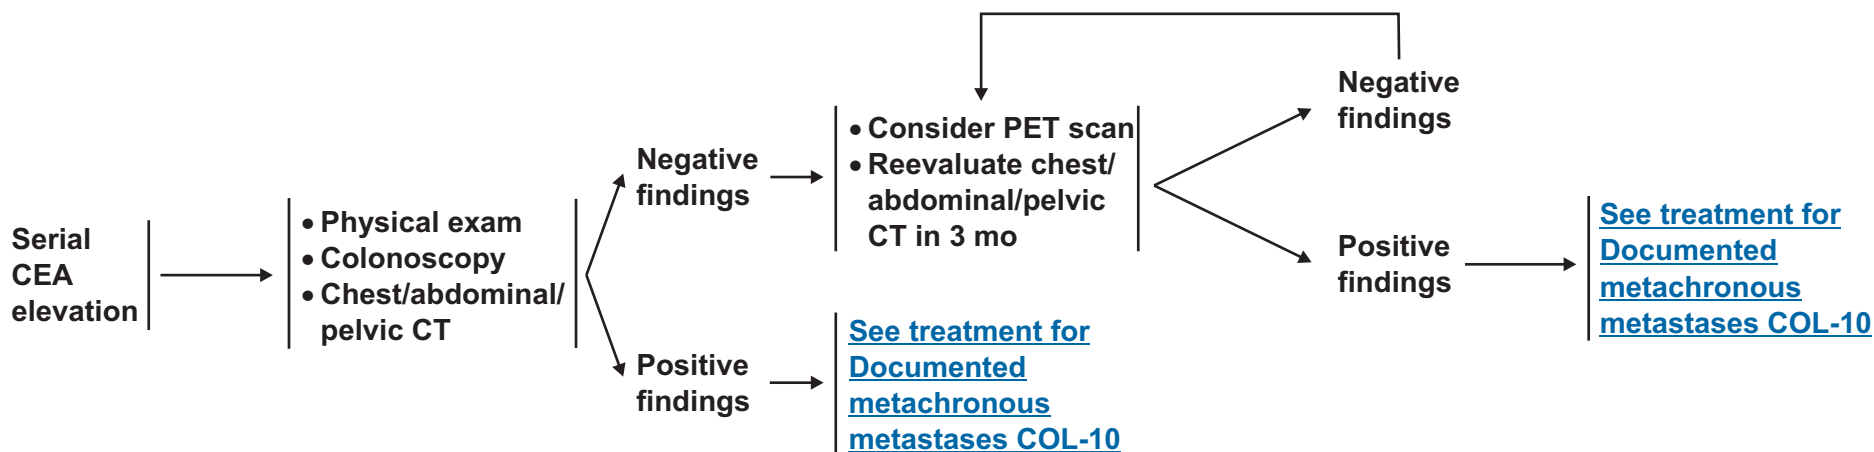 Serial
CEA
elevation
• Physical exam
• Colonoscopy
• Chest/abdominal/
pelvic CT
Negative
findings
Positive
findings
• Consider PET scan
• Reevaluate chest/
abdominal/pelvic
CT in 3 mo
See treatment for
Documented
metachronous
metastases COL-10
Negative
findings
Positive
findings
See treatment for
Documented
metachronous
metastases COL-10